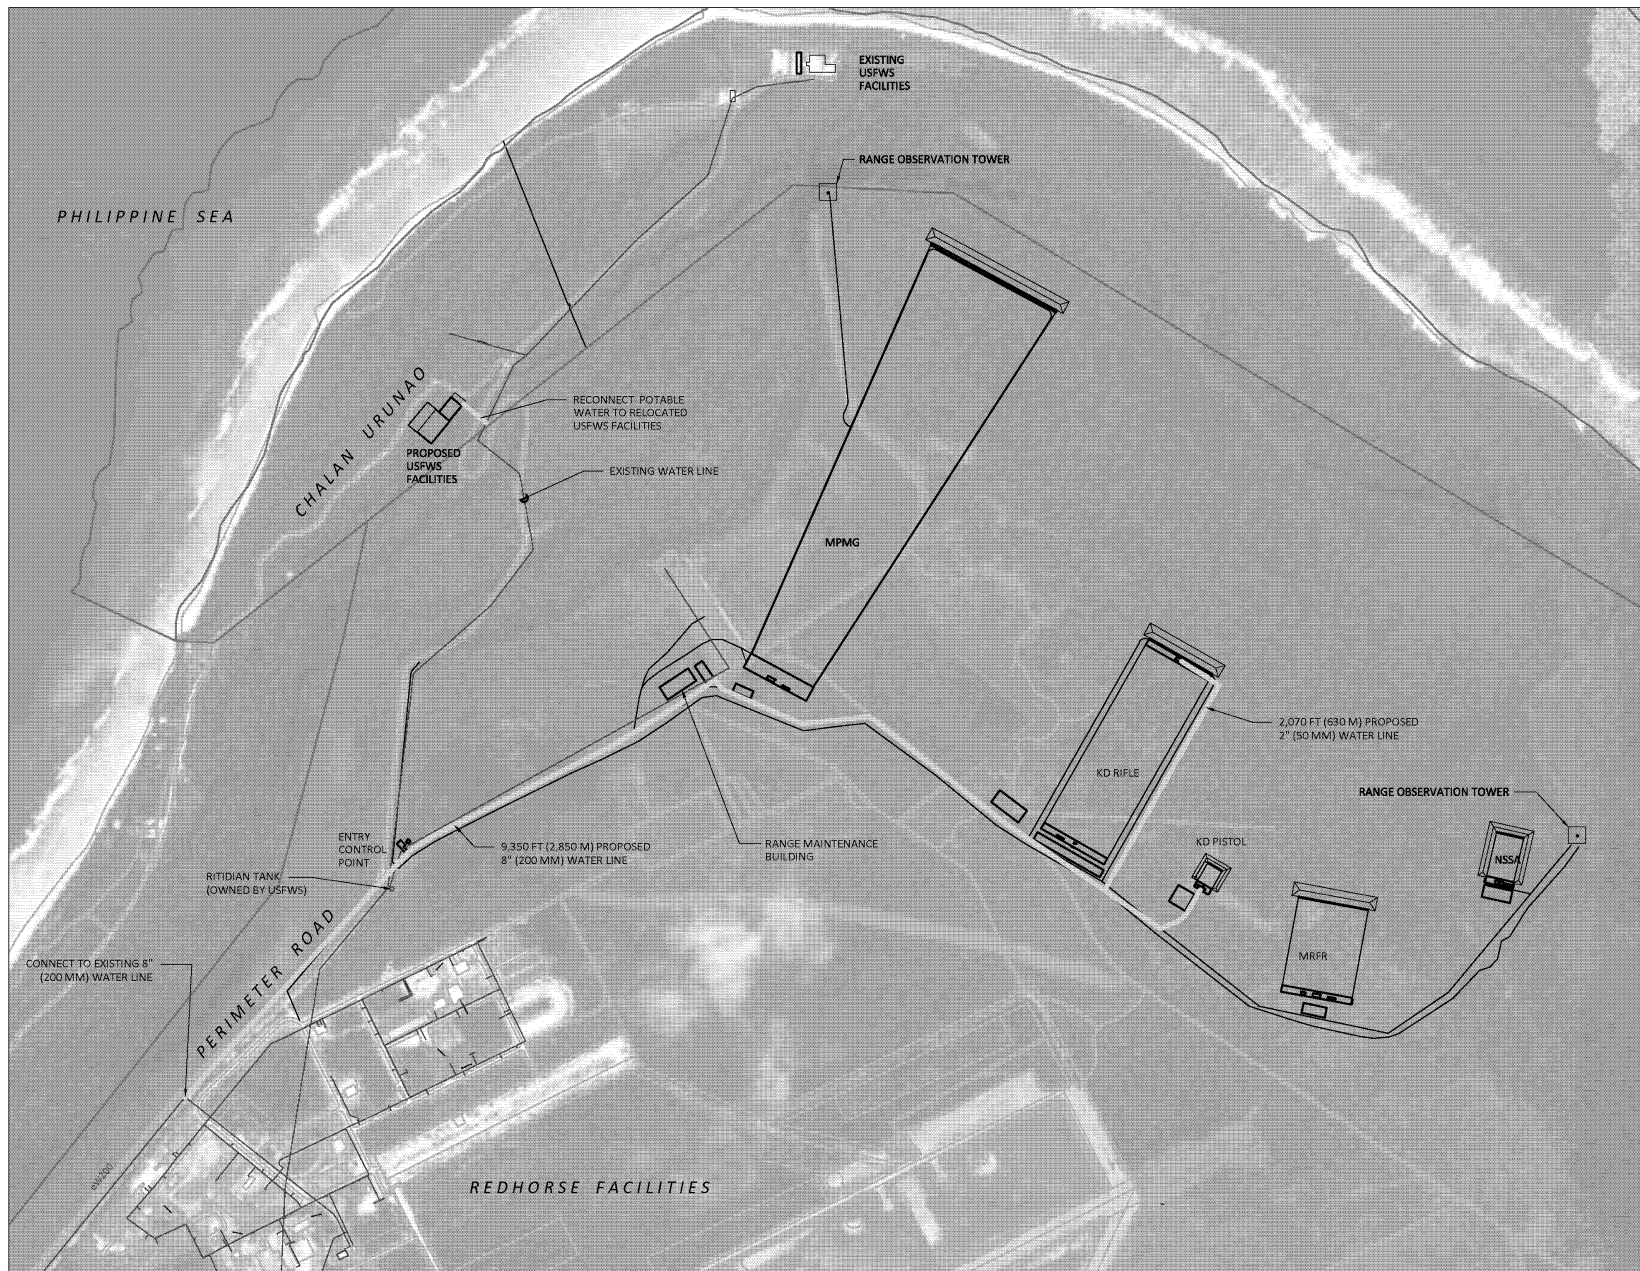 EXISTING
USFWS
FACILITIES
RANGE OBSERVATION TOWER
PHILIPPINE SEA
CHALAN URUNAO
RECONNECT POTABLE
WATER TO RELOCATED
USFWS FACILITIES
PROPOSED
USFWS
FACILITIES
EXISTING WATER LINE
MPMG
2,070 FT (630 M) PROPOSED
2" (50 MM) WATER LINE
KD RIFLE
RANGE OBSERVATION TOWER
ENTRY
CONTROL
POINT
9,350 FT (2,850 M) PROPOSED
8" (200 MM) WATER LINE
RANGE MAINTENANCE
BUILDING
KD PISTOL
NSSA
RITIDIAN TANK
(OWNED BY USFWS)
PERIMETER ROAD
MRFR
CONNECT TO EXISTING 8"
(200 MM) WATER LINE
REDHORSE FACILITIES